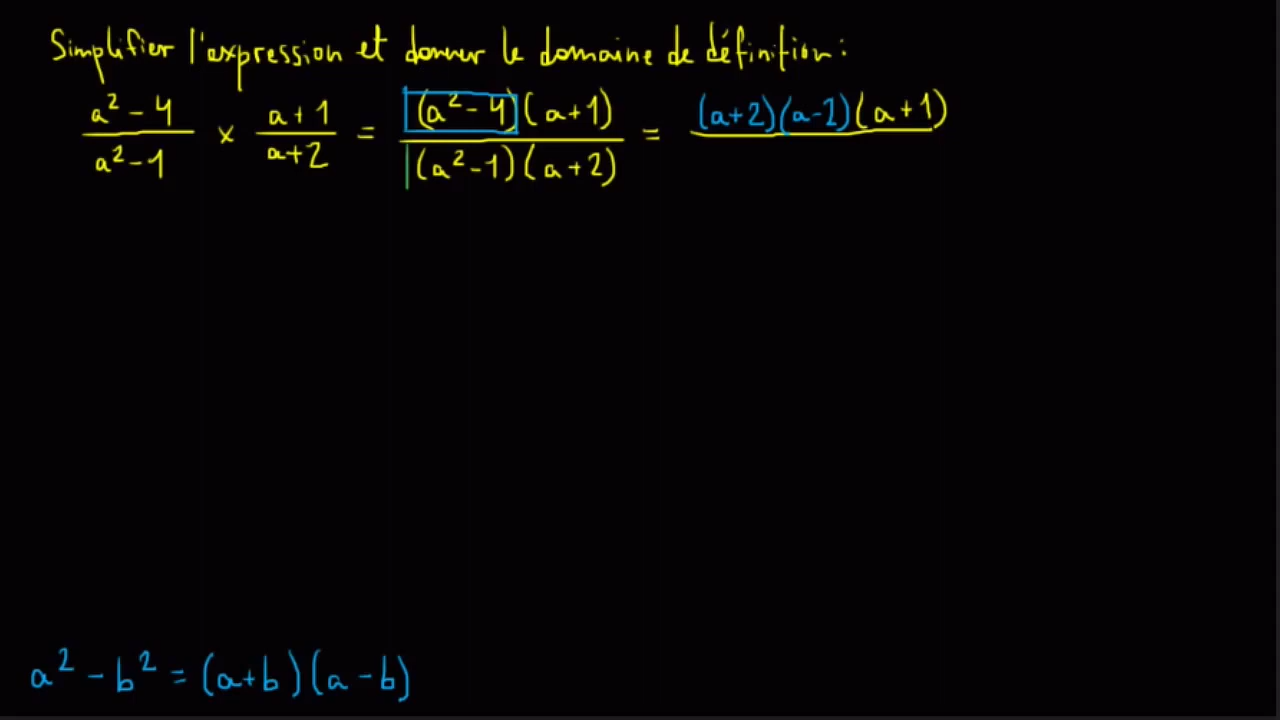 Simplifier l'expression et donner le domaine de définition :
a² - 4 / a² - 1 × a + 1 / a + 2 = (a² - 4)(a + 1) / (a² - 1)(a + 2) = (a+2)(a-2)(a+1)
a² - b² = (a+b)(a-b)